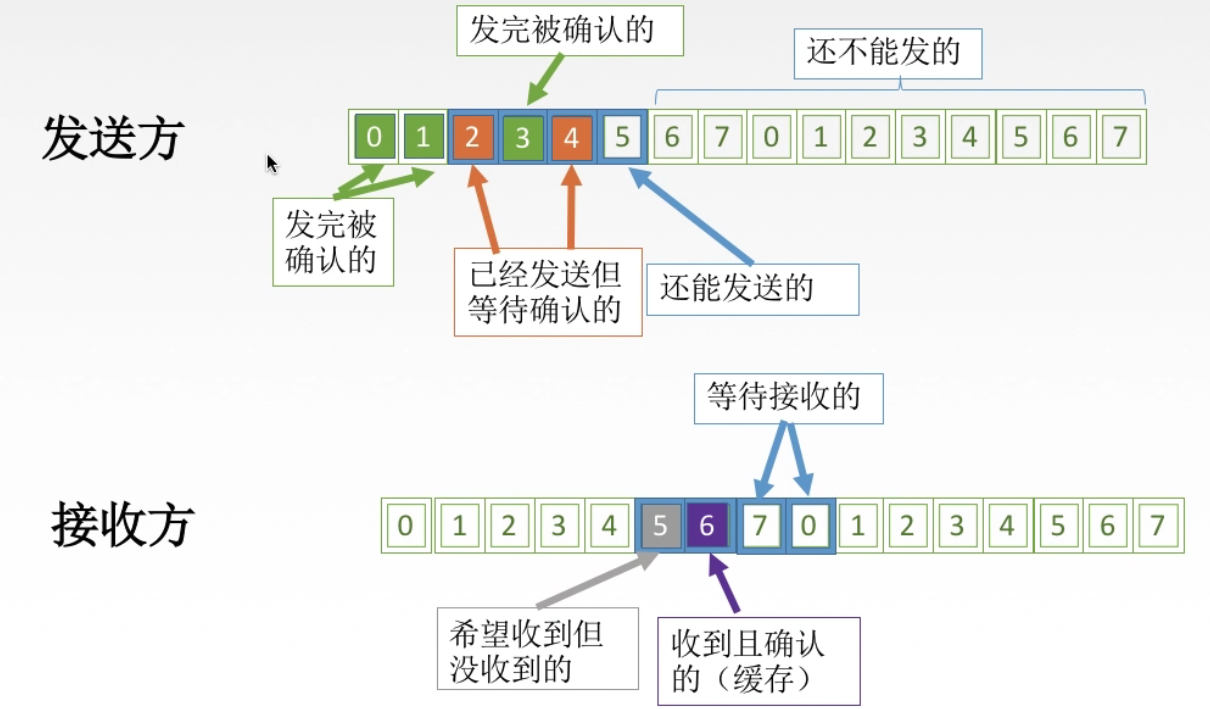 发完被确认的
还不能发的
发送方
0 1 2 3 4 5 6 7 0 1 2 3 4 5 6 7
发完被
确认的
已经发送但
等待确认的
还能发送的
等待接收的
接收方
0 1 2 3 4 5 6 7 0 1 2 3 4 5 6 7
希望收到但
没收到的
收到且确认
的（缓存）